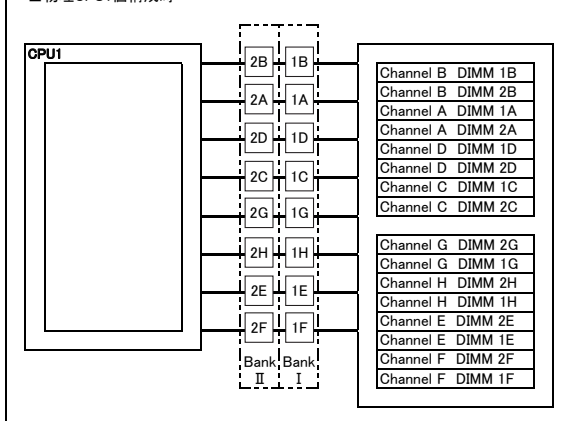 CPU1
2B 1B
2A 1A
2D 1D
2C 1C
2G 1G
2H 1H
2E 1E
2F 1F
Bank Bank
Ⅱ Ⅰ
Channel B DIMM 1B
Channel B DIMM 2B
Channel A DIMM 1A
Channel A DIMM 2A
Channel D DIMM 1D
Channel D DIMM 2D
Channel C DIMM 1C
Channel C DIMM 2C
Channel G DIMM 2G
Channel G DIMM 1G
Channel H DIMM 2H
Channel H DIMM 1H
Channel E DIMM 2E
Channel E DIMM 1E
Channel F DIMM 2F
Channel F DIMM 1F